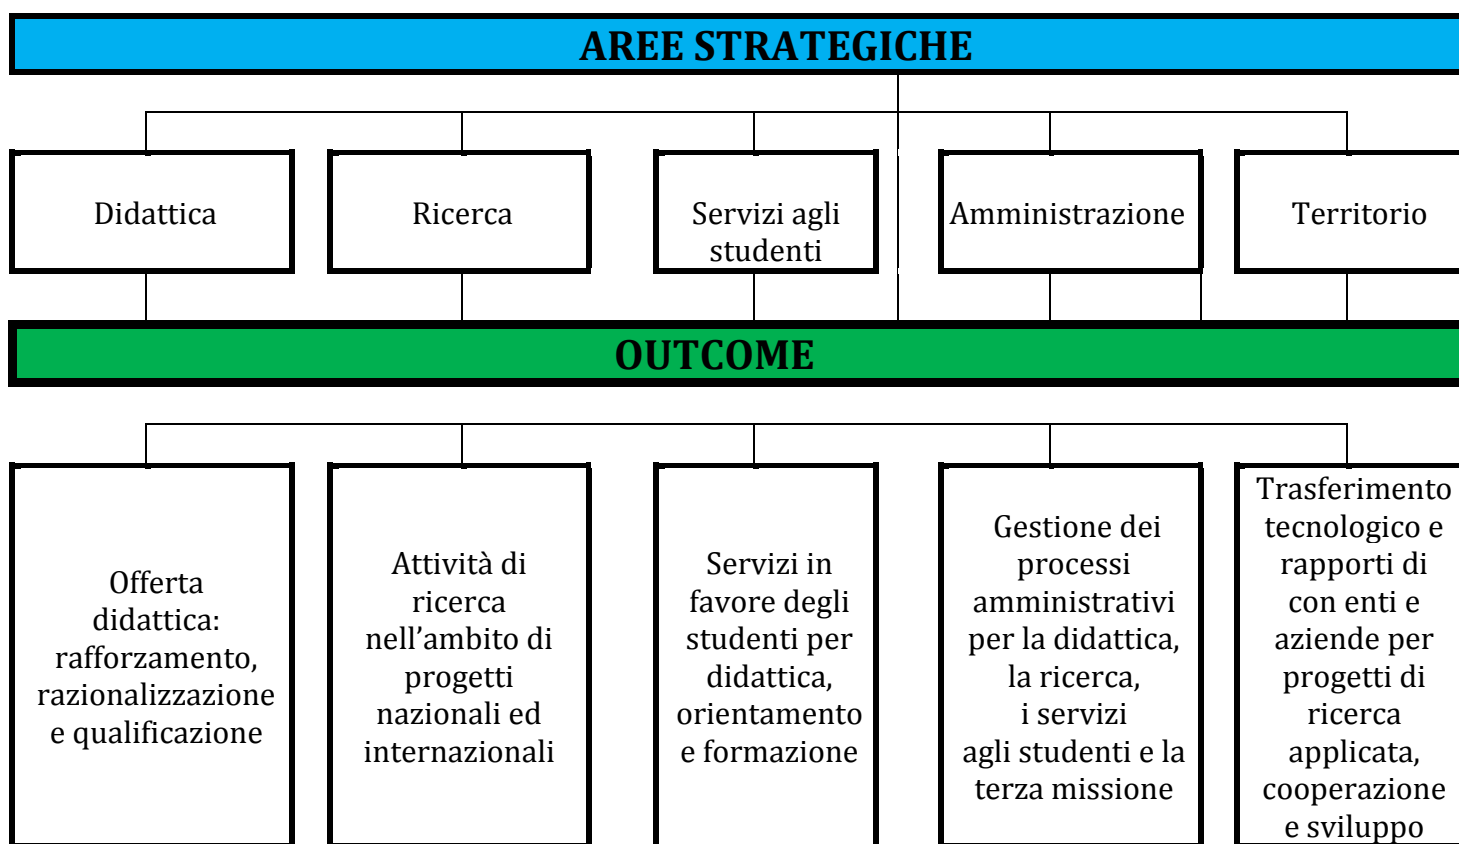 AREE STRATEGICHE
Didattica
Ricerca
Servizi agli
studenti
Amministrazione
Territorio
OUTCOME
Offerta
didattica:
rafforzamento,
razionalizzazione
e qualificazione
Attività di
ricerca
nell’ambito di
progetti
nazionali ed
internazionali
Servizi in
favore degli
studenti per
didattica,
orientamento
e formazione
Gestione dei
processi
amministrativi
per la didattica,
la ricerca,
i servizi
agli studenti e la
terza missione
Trasferimento
tecnologico e
rapporti di
con enti e
aziende per
progetti di
ricerca
applicata,
cooperazione
e sviluppo